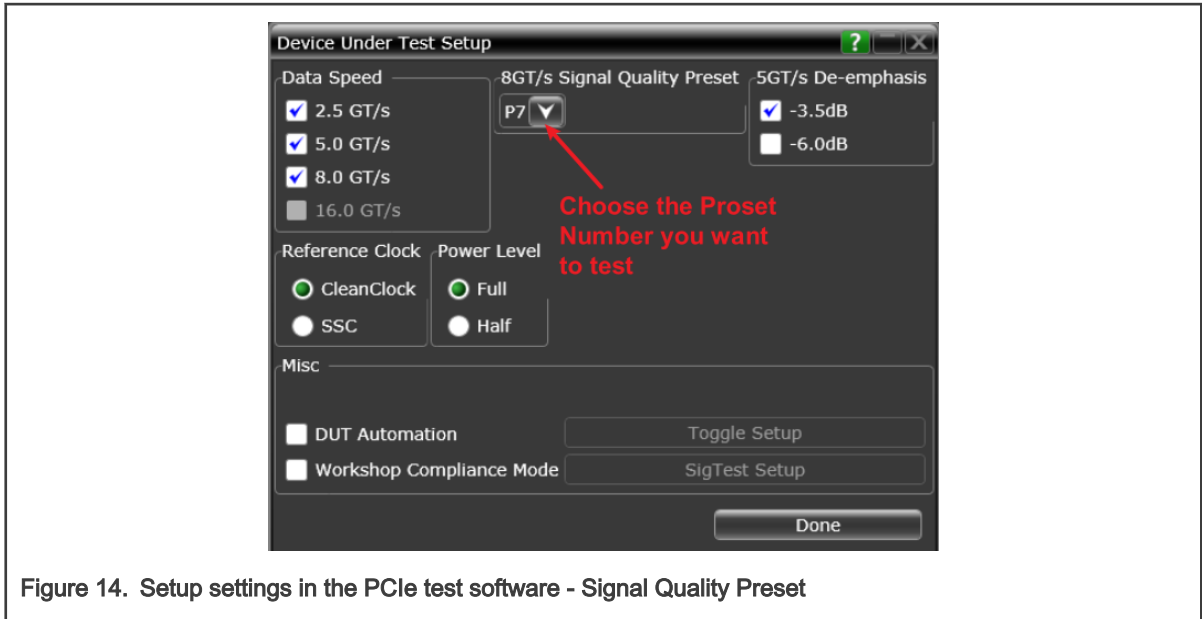 Device Under Test Setup
?
Data Speed
2.5 GT/s
5.0 GT/s
8.0 GT/s
16.0 GT/s
8GT/s Signal Quality Preset
P7
5GT/s De-emphasis
-3.5dB
-6.0dB
Choose the Proset
Number you want
to test
Reference Clock
CleanClock
SSC
Power Level
Full
Half
Misc
DUT Automation
Toggle Setup
Workshop Compliance Mode
SigTest Setup
Done
Figure 14. Setup settings in the PCIe test software - Signal Quality Preset